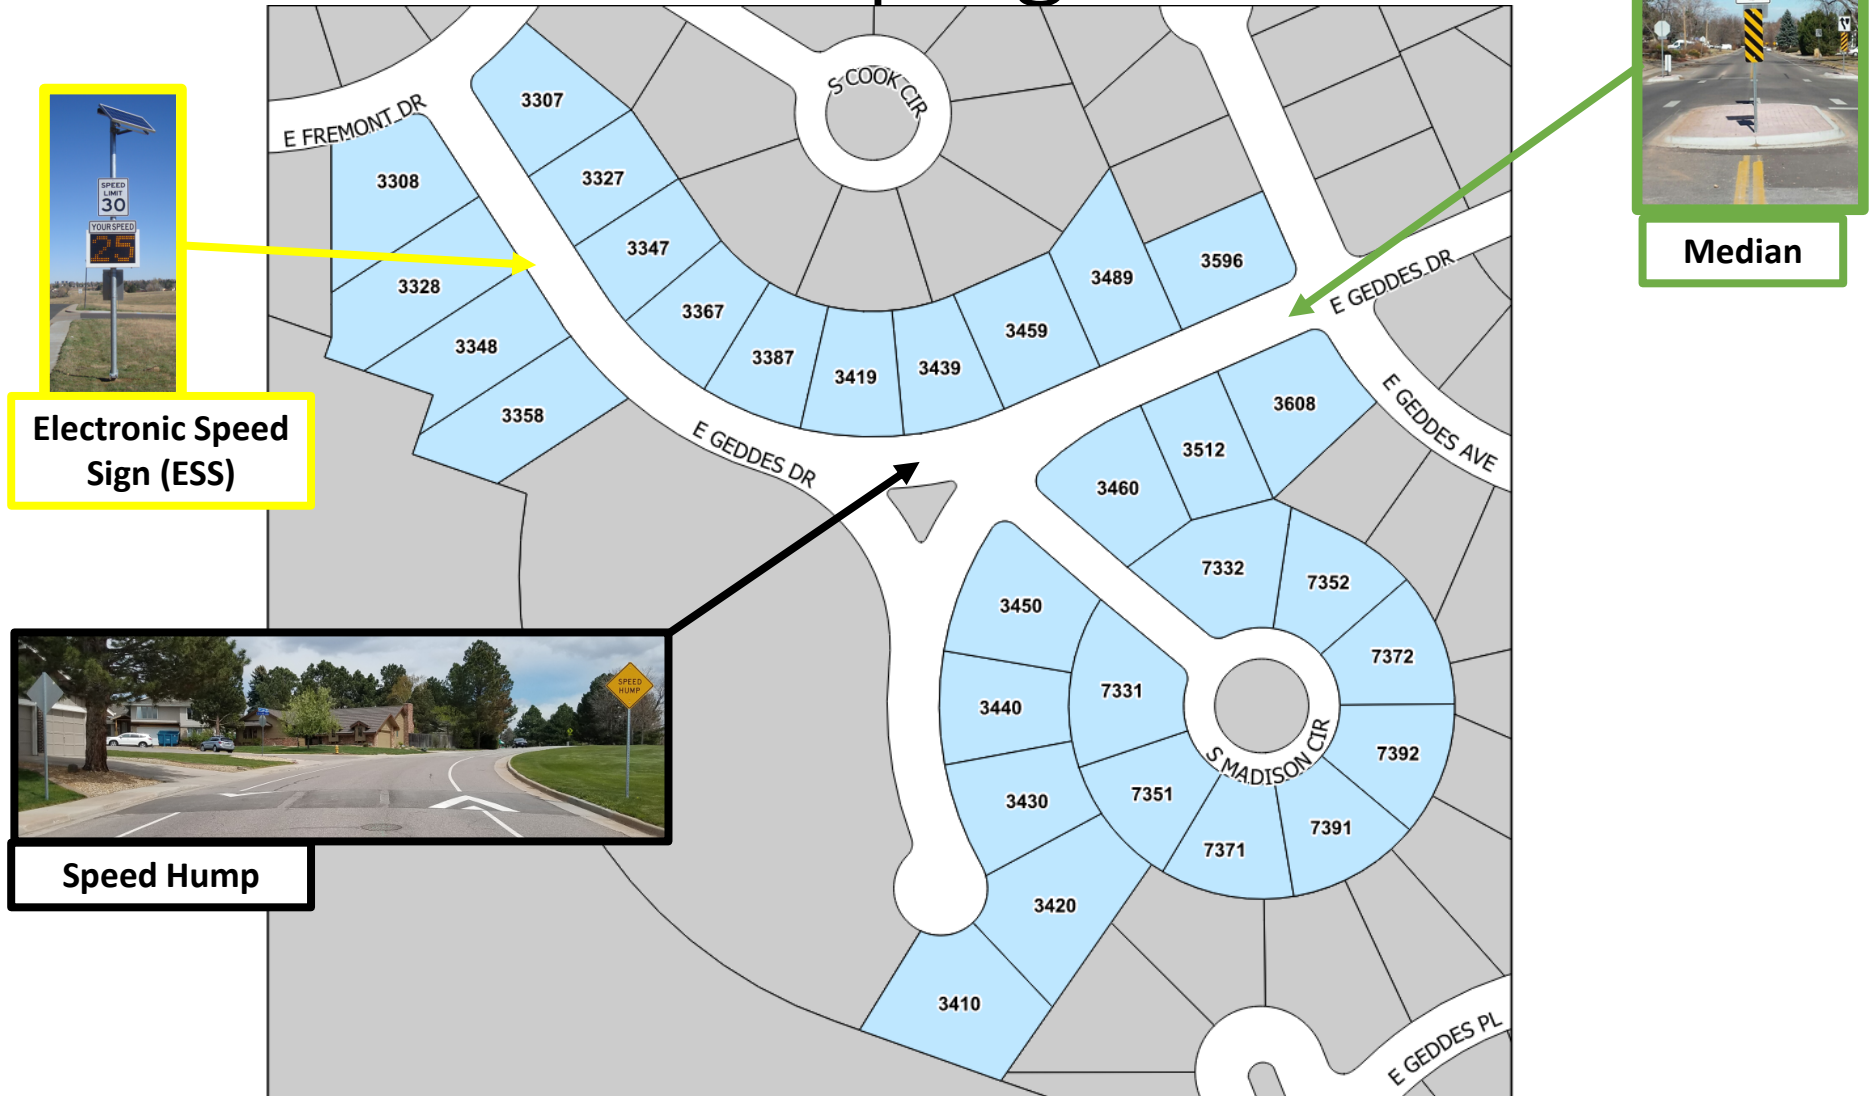 S COOK CIR
E FREMONT DR
3307
3308
3327
3328
3347
3348
3367
3358
3387
3419
3439
3459
3489
3596
E GEDDES DR
E GEDDES DR
E GEDDES AVE
3608
3512
3460
7332
7352
7372
7392
7391
7371
7351
7331
S MADISON CIR
3450
3440
3430
3420
3410
E GEDDES PL
SPEED
LIMIT
30
YOUR SPEED
25
Electronic Speed
Sign (ESS)
Median
SPEED
HUMP
Speed Hump